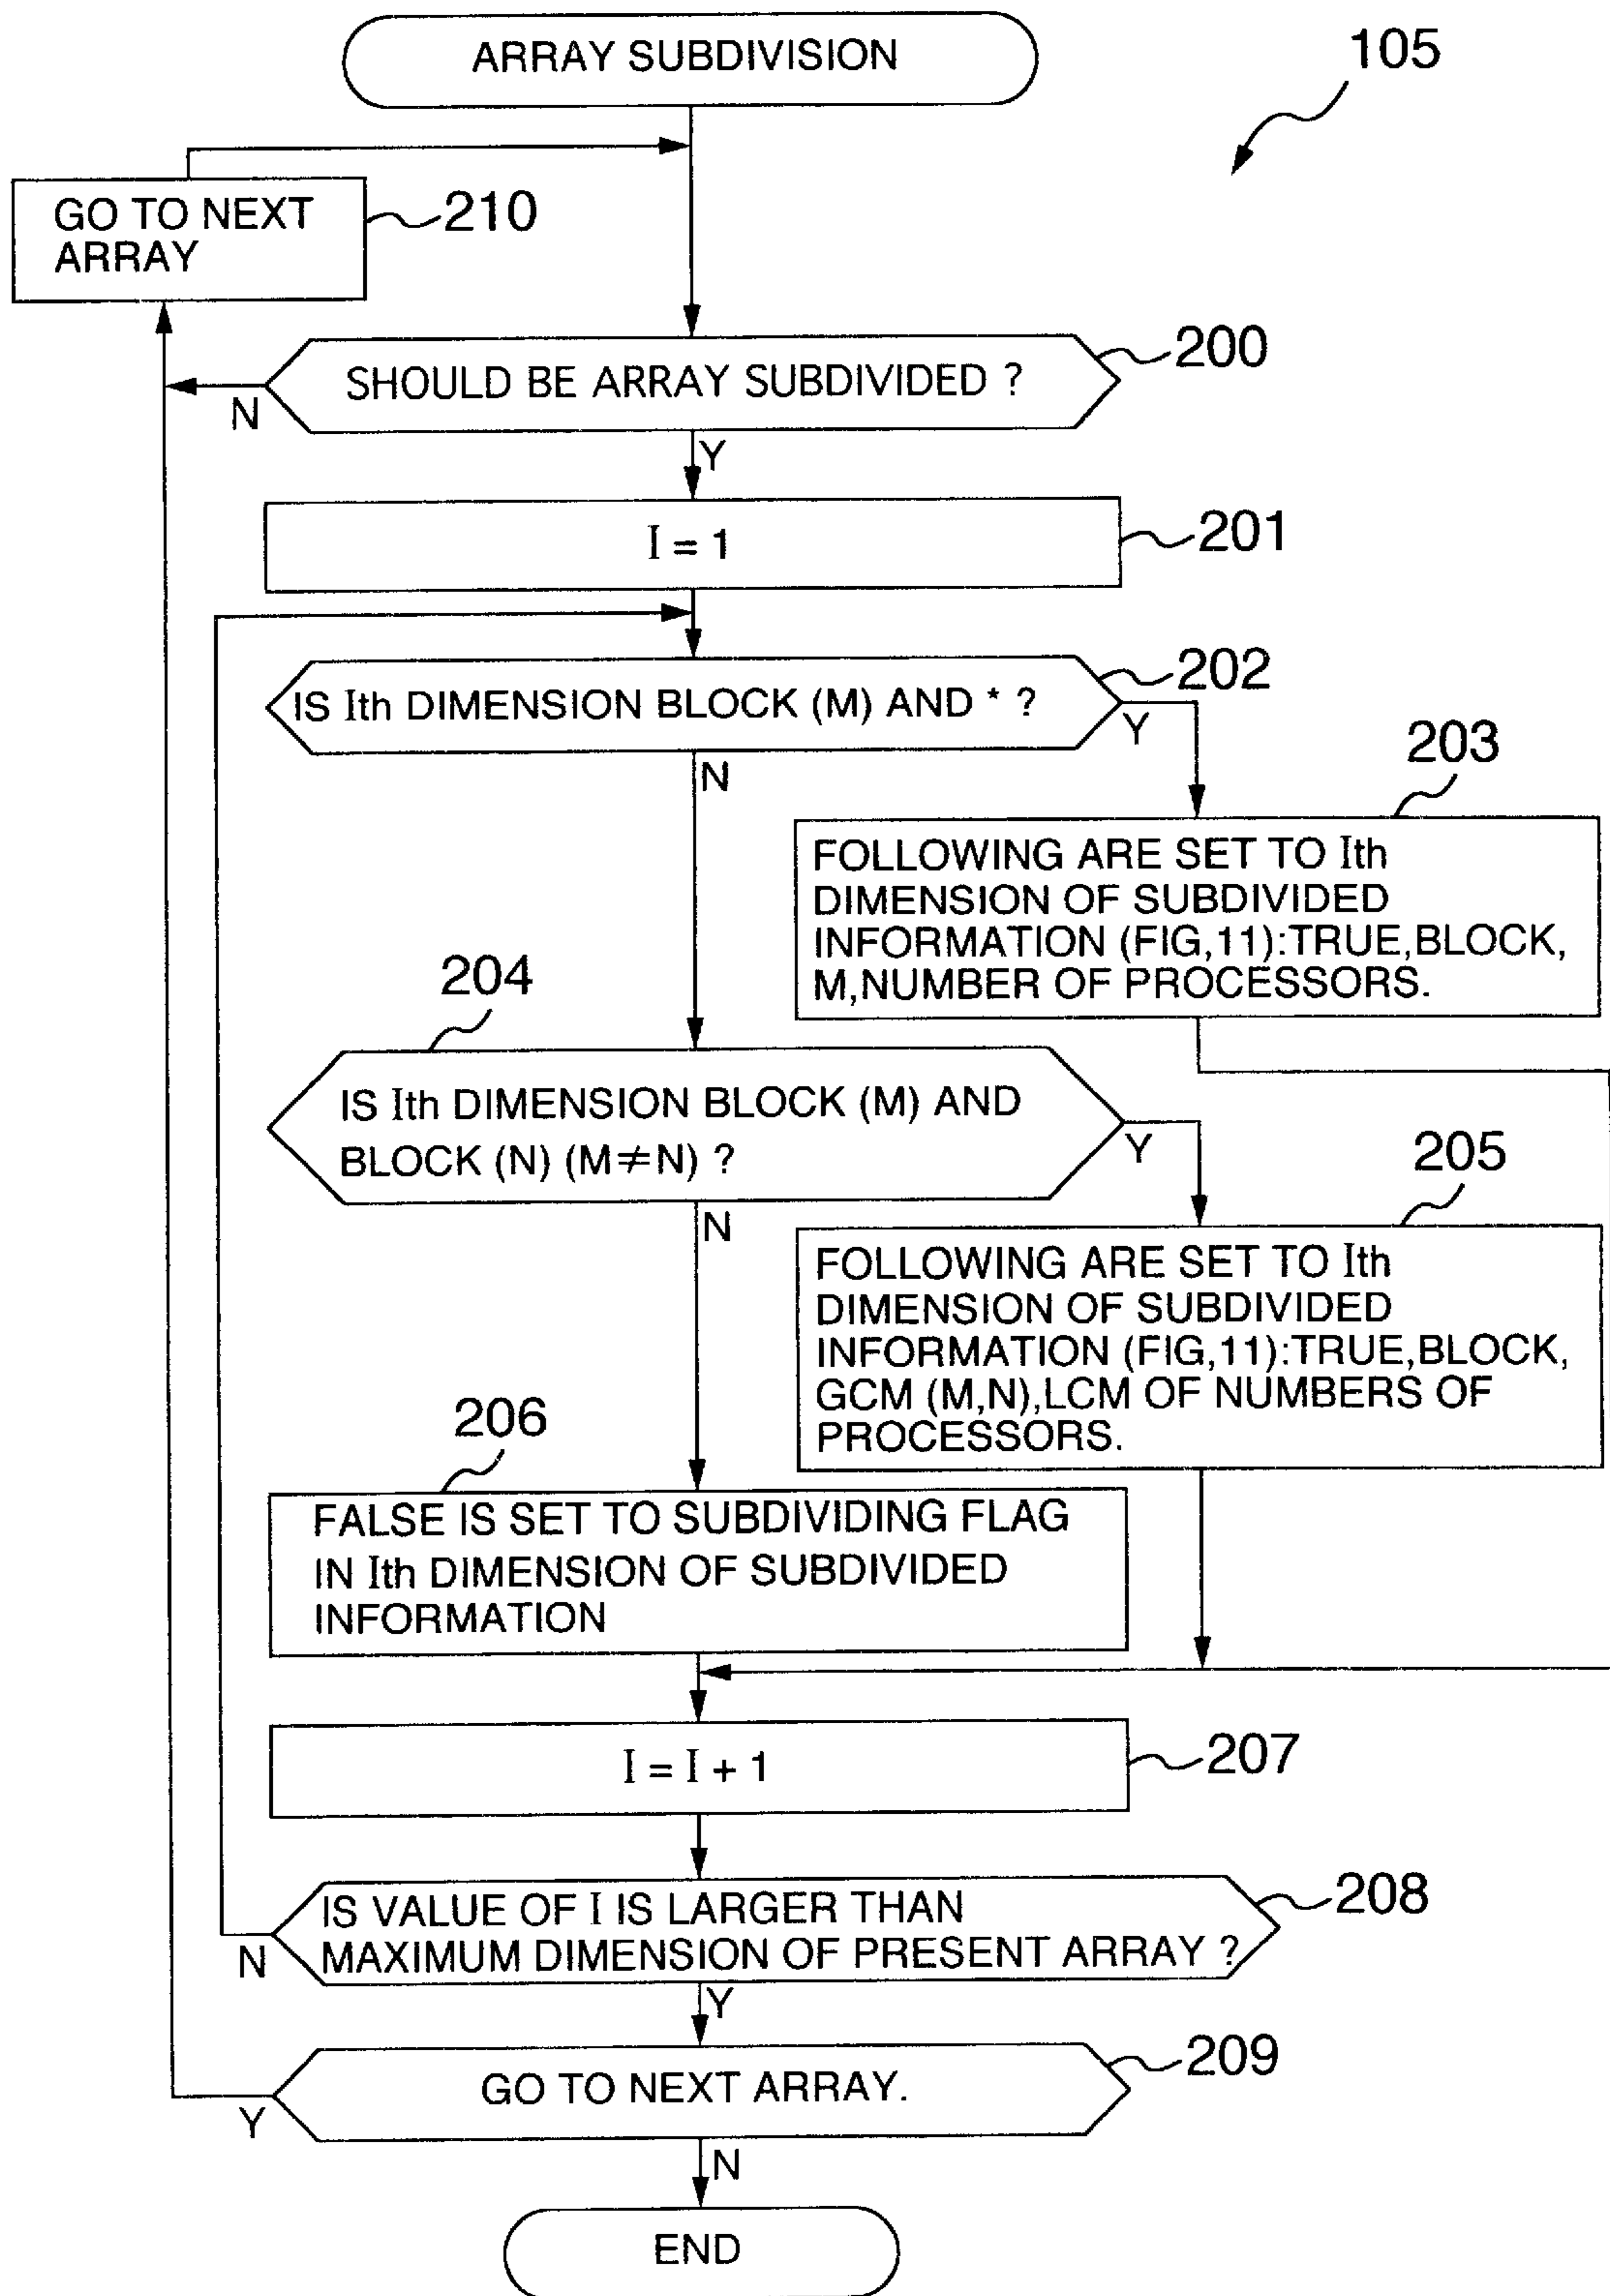 ARRAY SUBDIVISION
105
GO TO NEXT
ARRAY
210
SHOULD BE ARRAY SUBDIVIDED ?
200
N
Y
I = 1
201
IS Ith DIMENSION BLOCK (M) AND * ?
202
Y
N
203
FOLLOWING ARE SET TO Ith
DIMENSION OF SUBDIVIDED
INFORMATION (FIG,11):TRUE,BLOCK,
M,NUMBER OF PROCESSORS.
204
IS Ith DIMENSION BLOCK (M) AND
BLOCK (N) (M≠N) ?
Y
N
205
FOLLOWING ARE SET TO Ith
DIMENSION OF SUBDIVIDED
INFORMATION (FIG,11):TRUE,BLOCK,
GCM (M,N),LCM OF NUMBERS OF
PROCESSORS.
206
FALSE IS SET TO SUBDIVIDING FLAG
IN Ith DIMENSION OF SUBDIVIDED
INFORMATION
I = I + 1
207
IS VALUE OF I IS LARGER THAN
MAXIMUM DIMENSION OF PRESENT ARRAY ?
208
N
Y
GO TO NEXT ARRAY.
209
Y
N
END